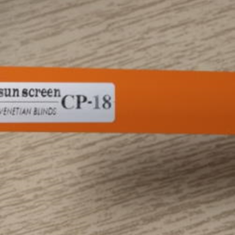 sun screen
VENETIAN BLINDS
CP-18